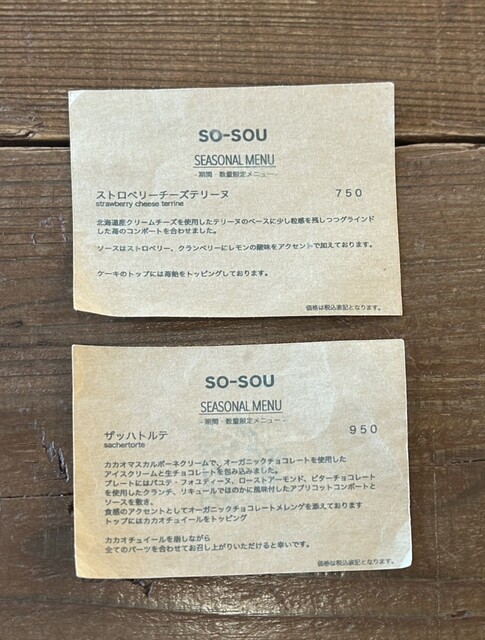 SO-SOU
SEASONAL MENU
- 期間・数量限定メニュー -
ストロベリーチーズテリーヌ 750
strawberry cheese terrine
北海道産クリームチーズを使用したテリーヌのベースに少し粒感を残しつつグラインド
した苺のコンポートを合わせました。
ソースはストロベリー、クランベリーにレモンの酸味をアクセントで加えております。
ケーキのトップには苺飴をトッピングしております。
価格は税込表記となります。
SO-SOU
SEASONAL MENU
- 期間・数量限定メニュー -
ザッハトルテ 950
sachertorte
カカオマスカルポーネクリームで、オーガニックチョコレートを使用した
アイスクリームと生チョコレートを包み込みました。
プレートにはパユテ・フォユティーヌ、ローストアーモンド、ビターチョコレート
を使用したクランチ、リキュールでほのかに風味付したアプリコットコンポートと
ソースを敷き、
食感のアクセントとしてオーガニックチョコレートメレンゲを添えております
トップにはカカオチュイールをトッピング
カカオチュイールを崩しながら
全てのパーツを合わせてお召し上がりいただけると幸いです。
価格は税込表記となります。